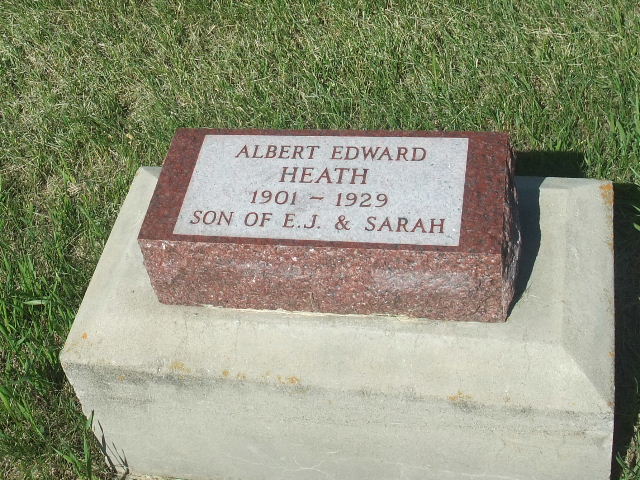 ALBERT EDWARD
HEATH
1901 ~ 1929
SON OF E.J. & SARAH